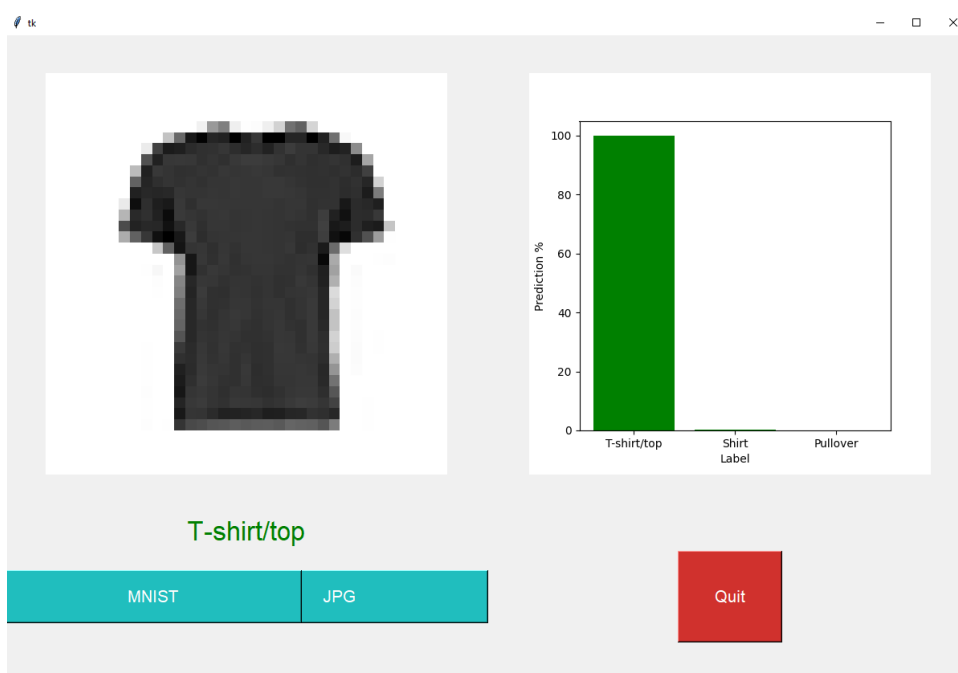 tk
100
80
60
40
20
0
Prediction %
T-shirt/top Shirt Pullover
Label
T-shirt/top
MNIST JPG
Quit